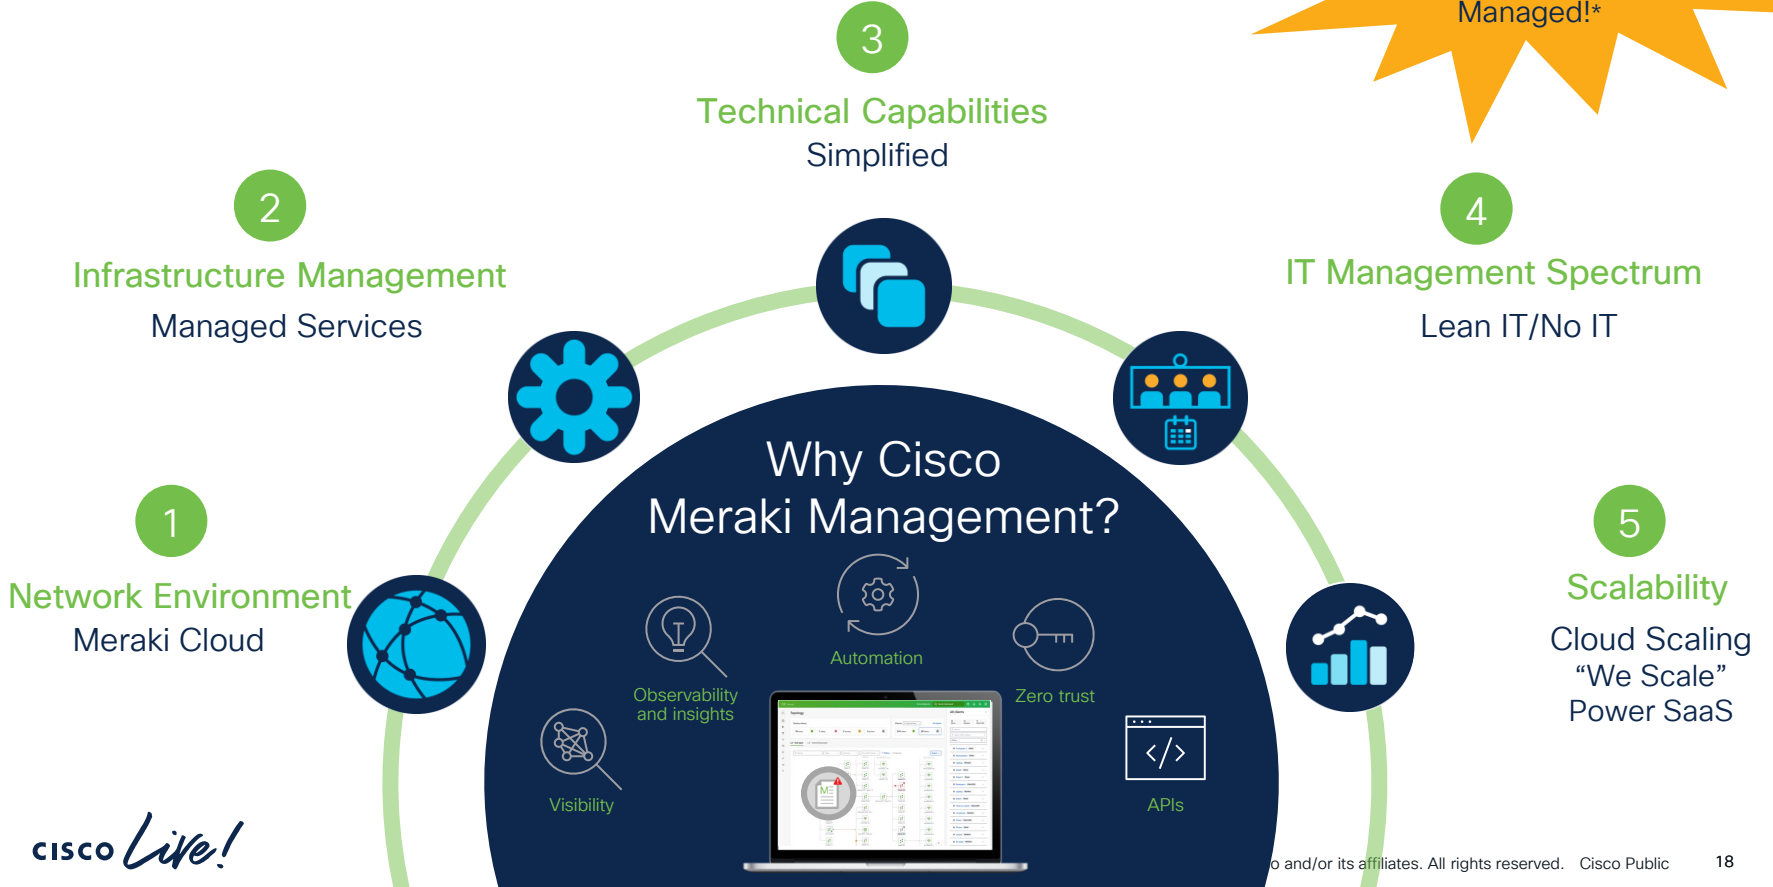 Managed!*
3
Technical Capabilities
Simplified
2
Infrastructure Management
Managed Services
4
IT Management Spectrum
Lean IT/No IT
1
Network Environment
Meraki Cloud
5
Scalability
Cloud Scaling
“We Scale”
Power SaaS
Why Cisco
Meraki Management?
Automation
Observability
and insights
Zero trust
Visibility
APIs
Topology
CISCO Live!
o and/or its affiliates. All rights reserved. Cisco Public
18